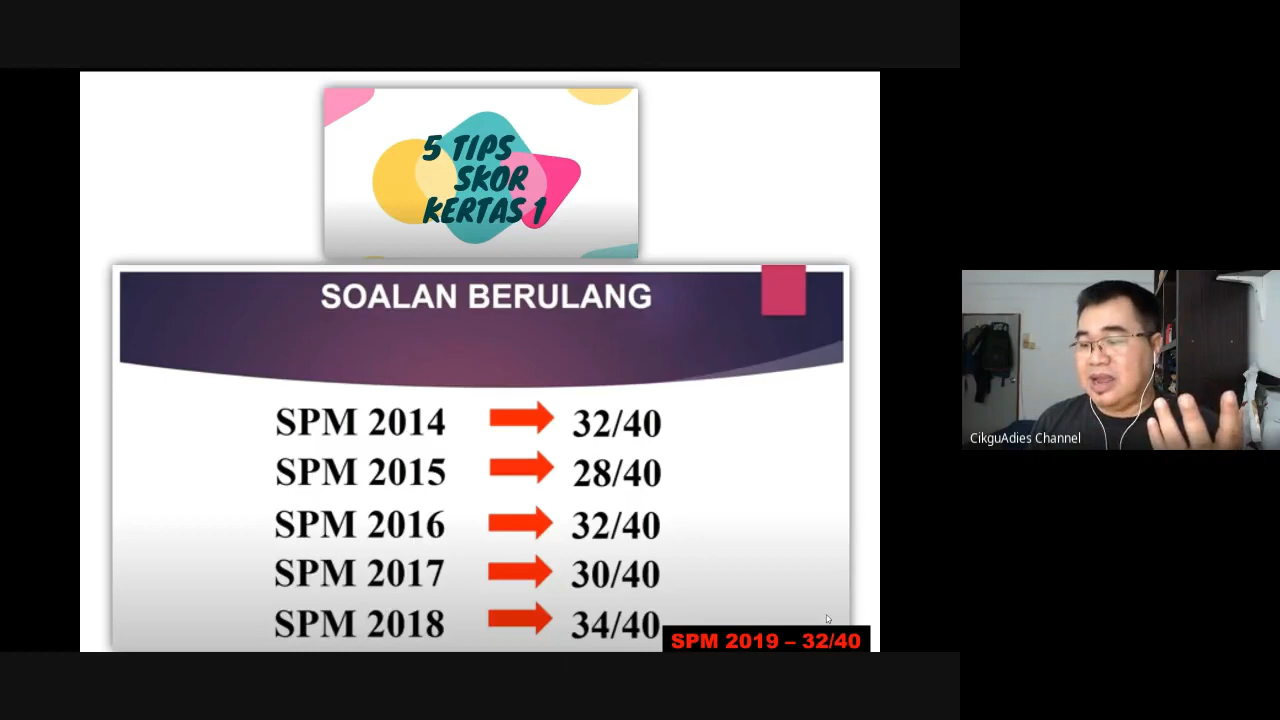 5 TIPS
SKOR
KERTAS 1
SOALAN BERULANG
SPM 2014 32/40
SPM 2015 28/40
SPM 2016 32/40
SPM 2017 30/40
SPM 2018 34/40
SPM 2019 – 32/40
CikguAdies Channel